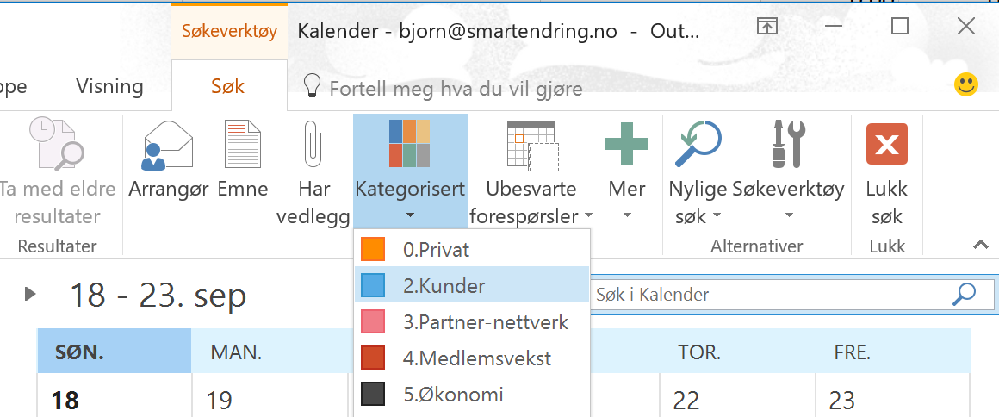 Søkeverktøy
Kalender - bjorn@smartendring.no - Out...
ppe Visning Søk Fortell meg hva du vil gjøre
Ta med eldre resultater
Arrangør
Emne
Har vedlegg
Kategorisert
Ubesvarte forespørsler
Mer
Nylige søk
Søkeverktøy
Lukk søk
Resultater
Alternativer
Lukk
0.Privat
2.Kunder
3.Partner-nettverk
4.Medlemsvekst
5.Økonomi
18 - 23. sep
Søk i Kalender
SØN. MAN. TOR. FRE.
18 19 22 23